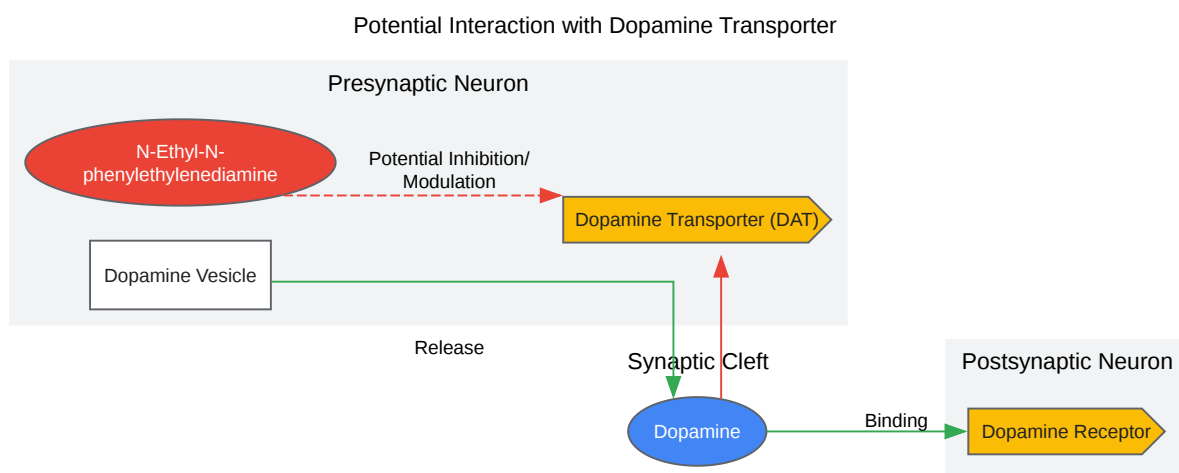 Potential Interaction with Dopamine Transporter
Presynaptic Neuron
N-Ethyl-N-
phenylethylenediamine
Potential Inhibition/
Modulation
Dopamine Transporter (DAT)
Dopamine Vesicle
Release
Synaptic Cleft
Postsynaptic Neuron
Dopamine
Binding
Dopamine Receptor